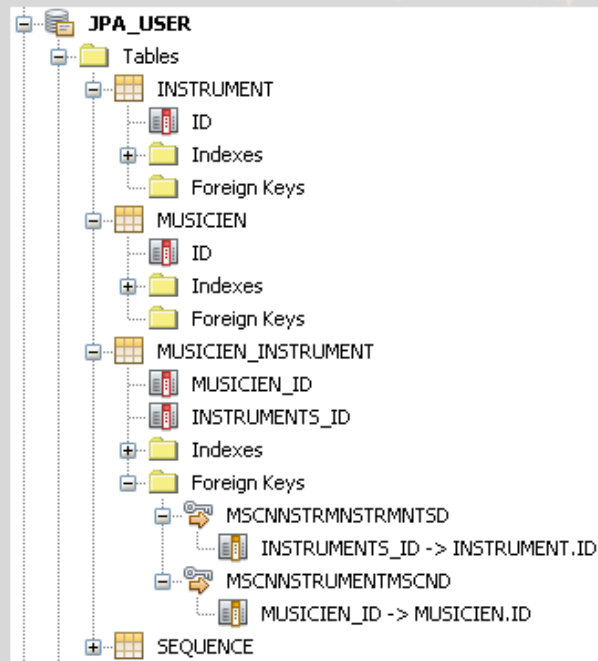 JPA_USER
Tables
INSTRUMENT
ID
Indexes
Foreign Keys
MUSICIEN
ID
Indexes
Foreign Keys
MUSICIEN_INSTRUMENT
MUSICIEN_ID
INSTRUMENTS_ID
Indexes
Foreign Keys
MSCNNSTRMNSTRMNTSD
INSTRUMENTS_ID -> INSTRUMENT.ID
MSCNNSTRUMENTMSCND
MUSICIEN_ID -> MUSICIEN.ID
SEQUENCE